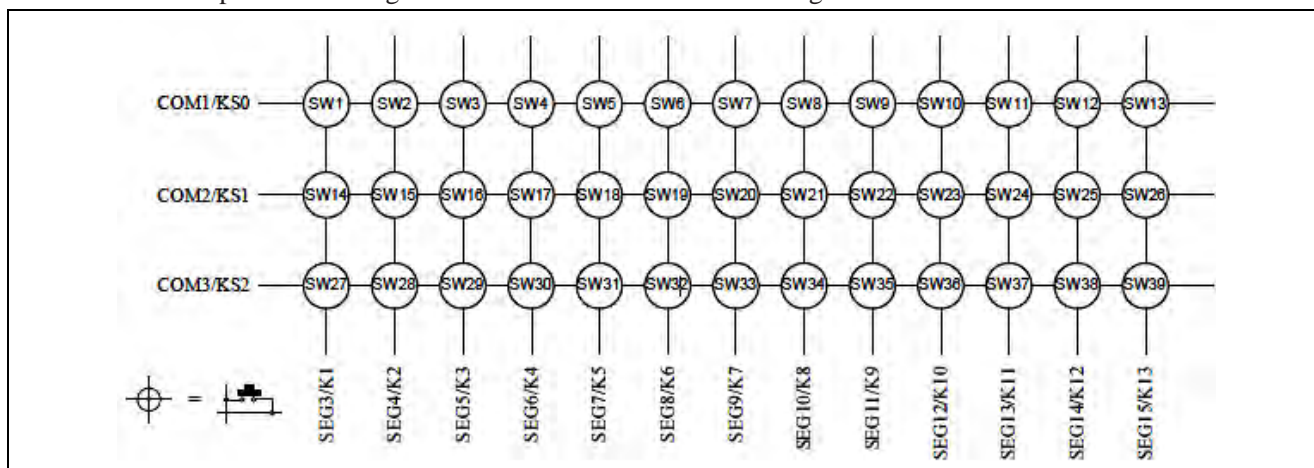 COM1/KS0 SW1 SW2 SW3 SW4 SW5 SW6 SW7 SW8 SW9 SW10 SW11 SW12 SW13
COM2/KS1 SW14 SW15 SW16 SW17 SW18 SW19 SW20 SW21 SW22 SW23 SW24 SW25 SW26
COM3/KS2 SW27 SW28 SW29 SW30 SW31 SW32 SW33 SW34 SW35 SW36 SW37 SW38 SW39
=
SEG3/K1
SEG4/K2
SEG5/K3
SEG6/K4
SEG7/K5
SEG8/K6
SEG9/K7
SEG10/K8
SEG11/K9
SEG12/K10
SEG13/K11
SEG14/K12
SEG15/K13